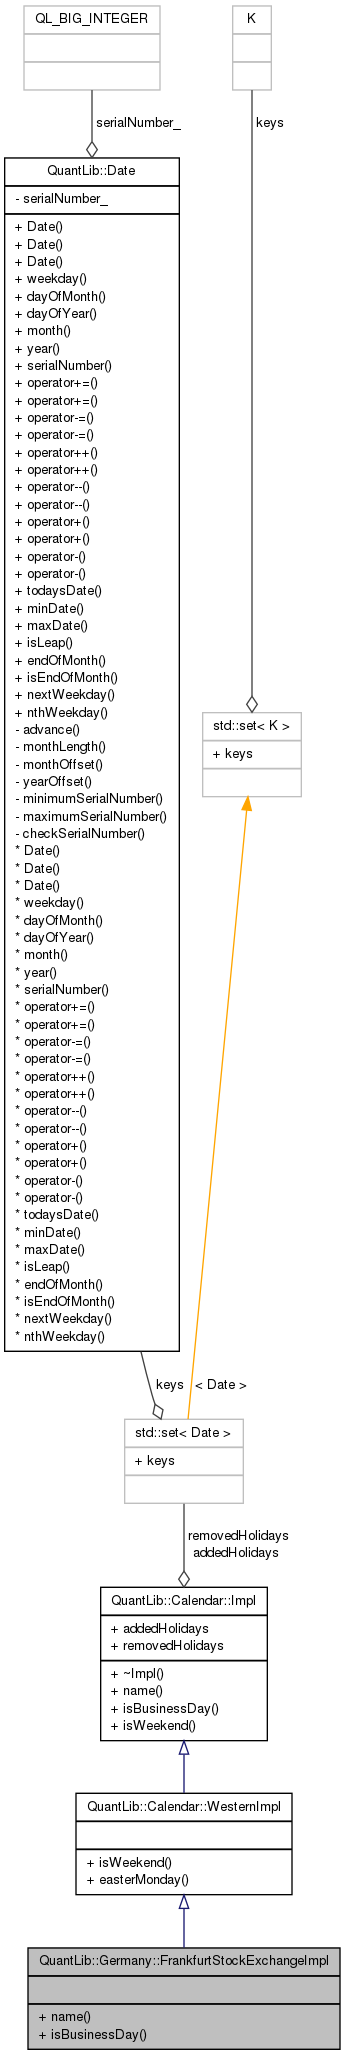 QL_BIG_INTEGER
K
serialNumber_
keys
QuantLib::Date
- serialNumber_
+ Date()
+ Date()
+ Date()
+ weekday()
+ dayOfMonth()
+ dayOfYear()
+ month()
+ year()
+ serialNumber()
+ operator+=()
+ operator+=()
+ operator-=()
+ operator-=()
+ operator++()
+ operator++()
+ operator--()
+ operator--()
+ operator+()
+ operator+()
+ operator-()
+ operator-()
+ todaysDate()
+ minDate()
+ maxDate()
+ isLeap()
+ endOfMonth()
+ isEndOfMonth()
+ nextWeekday()
+ nthWeekday()
- advance()
- monthLength()
- monthOffset()
- yearOffset()
- minimumSerialNumber()
- maximumSerialNumber()
- checkSerialNumber()
* Date()
* Date()
* Date()
* weekday()
* dayOfMonth()
* dayOfYear()
* month()
* year()
* serialNumber()
* operator+=()
* operator+=()
* operator-=()
* operator-=()
* operator++()
* operator++()
* operator--()
* operator--()
* operator+()
* operator+()
* operator-()
* operator-()
* todaysDate()
* minDate()
* maxDate()
* isLeap()
* endOfMonth()
* isEndOfMonth()
* nextWeekday()
* nthWeekday()
std::set< K >
+ keys
keys
< Date >
std::set< Date >
+ keys
removedHolidays
addedHolidays
QuantLib::Calendar::Impl
+ addedHolidays
+ removedHolidays
+ ~Impl()
+ name()
+ isBusinessDay()
+ isWeekend()
QuantLib::Calendar::WesternImpl
+ isWeekend()
+ easterMonday()
QuantLib::Germany::FrankfurtStockExchangeImpl
+ name()
+ isBusinessDay()